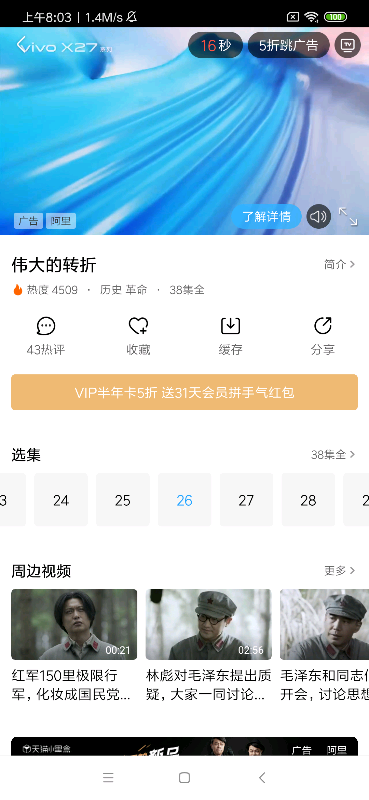 上午8:03 | 1.4M/s
100
vivo X27 系列
16秒
5折跳广告
TV
广告 阿里
了解详情
伟大的转折
简介 >
热度 4509 · 历史 革命 · 38集全
43热评
收藏
缓存
分享
VIP半年卡5折 送31天会员拼手气红包
选集
38集全 >
3 24 25 26 27 28 2
周边视频
更多 >
00:21
02:56
红军150里极限行
军，化妆成国民党...
林彪对毛泽东提出质
疑，大家一同讨论...
毛泽东和同志
开会，讨论思想
天猫小黑盒
新品
广告 阿里